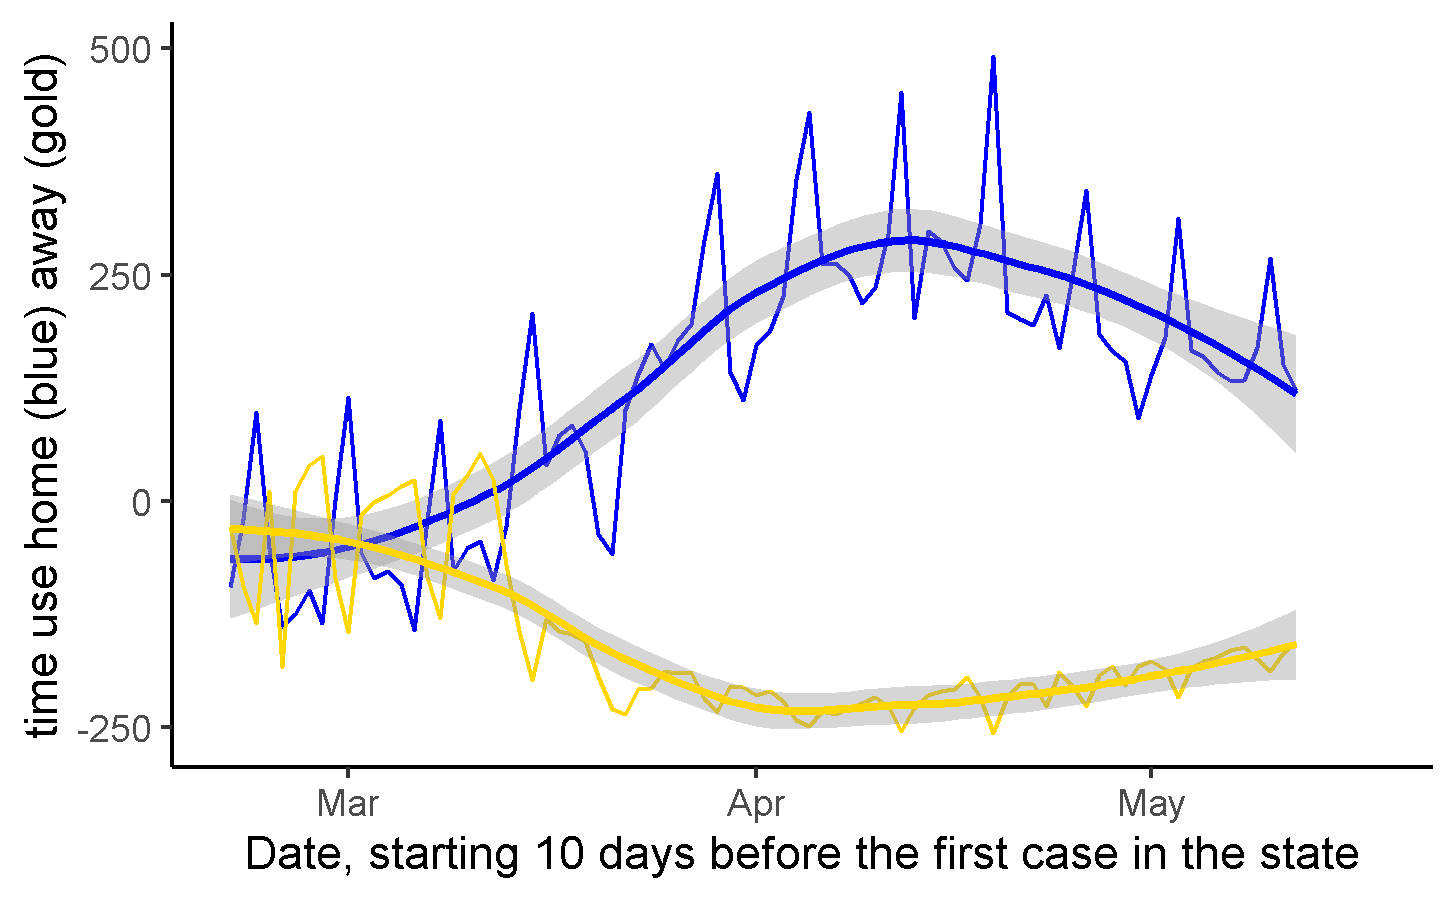 time use home (blue) away (gold)
500
250
0
-250
Mar
Apr
May
Date, starting 10 days before the first case in the state